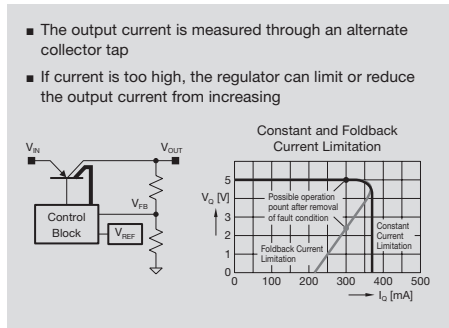 ■ The output current is measured through an alternate
collector tap
■ If current is too high, the regulator can limit or reduce
the output current from increasing
Constant and Foldback
Current Limitation
VIN
VOUT
VFB
Control
Block
VREF
VQ [V]
5
4
3
2
1
0
Possible operation
pount after removal
of fault condition
Foldback Current
Limitation
Constant
Current
Limitation
0 100 200 300 400 500
IQ [mA]